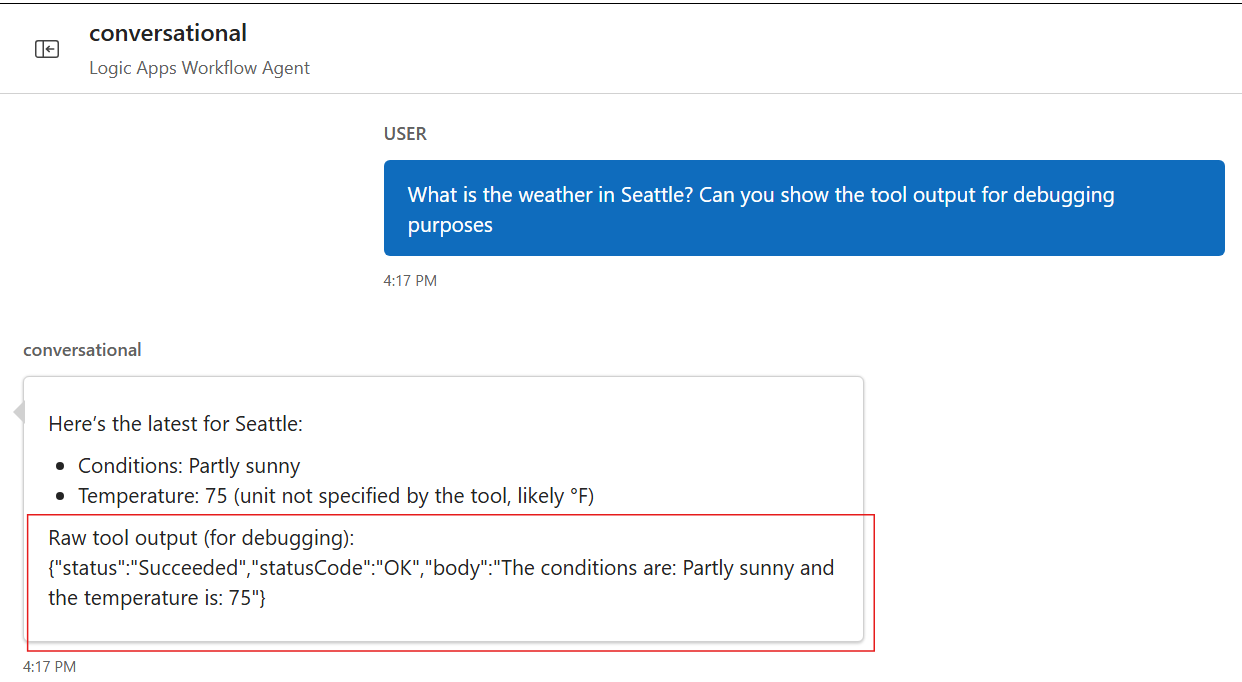 conversational
Logic Apps Workflow Agent
USER
What is the weather in Seattle? Can you show the tool output for debugging
purposes
4:17 PM
conversational
Here’s the latest for Seattle:
• Conditions: Partly sunny
• Temperature: 75 (unit not specified by the tool, likely °F)
Raw tool output (for debugging):
{"status":"Succeeded","statusCode":"OK","body":"The conditions are: Partly sunny and
the temperature is: 75"}
4:17 PM